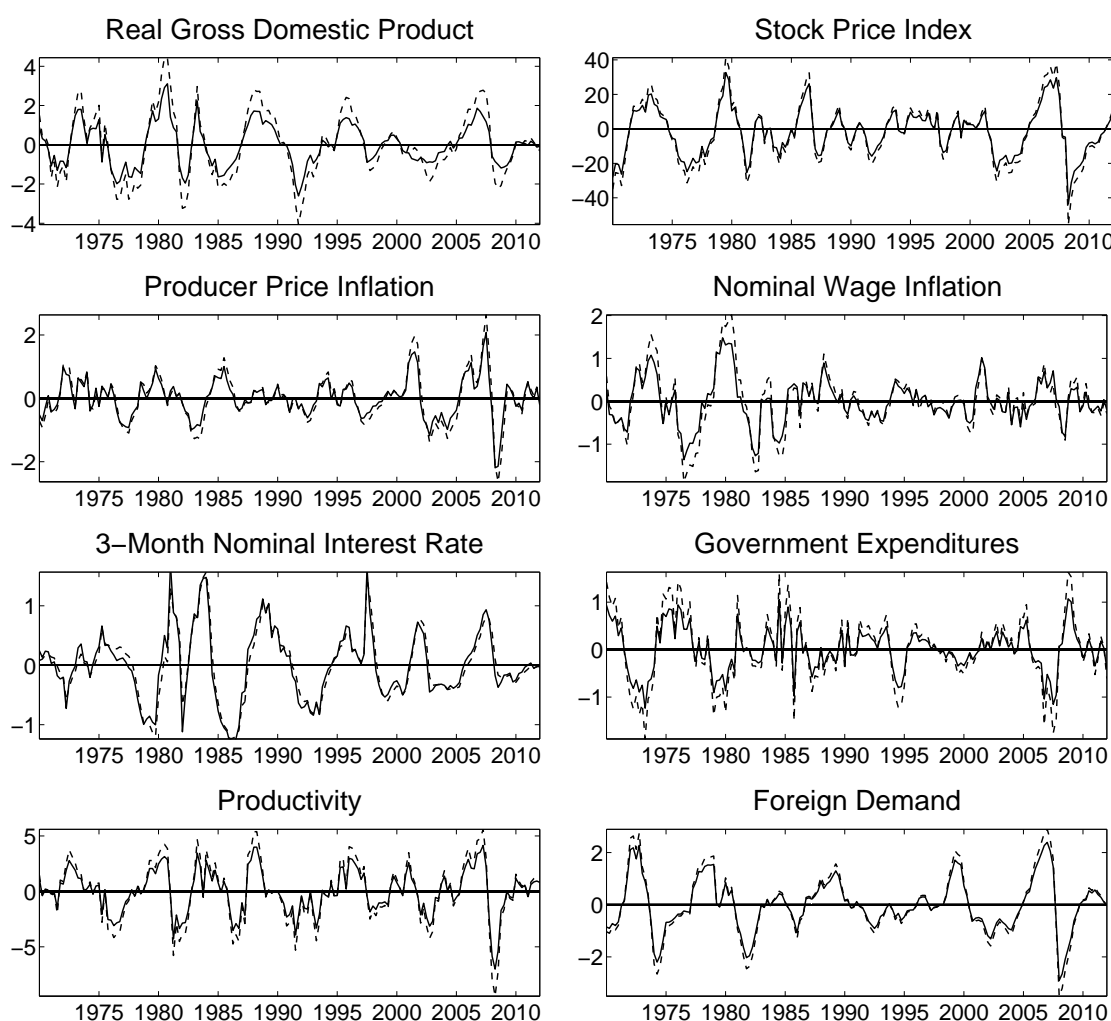 Real Gross Domestic Product
4
2
0
−2
−4
1975 1980 1985 1990 1995 2000 2005 2010
Stock Price Index
40
20
0
−20
−40
1975 1980 1985 1990 1995 2000 2005 2010
Producer Price Inflation
2
0
−2
1975 1980 1985 1990 1995 2000 2005 2010
Nominal Wage Inflation
2
1
0
−1
1975 1980 1985 1990 1995 2000 2005 2010
3−Month Nominal Interest Rate
1
0
−1
1975 1980 1985 1990 1995 2000 2005 2010
Government Expenditures
1
0
−1
1975 1980 1985 1990 1995 2000 2005 2010
Productivity
5
0
−5
1975 1980 1985 1990 1995 2000 2005 2010
Foreign Demand
2
0
−2
1975 1980 1985 1990 1995 2000 2005 2010